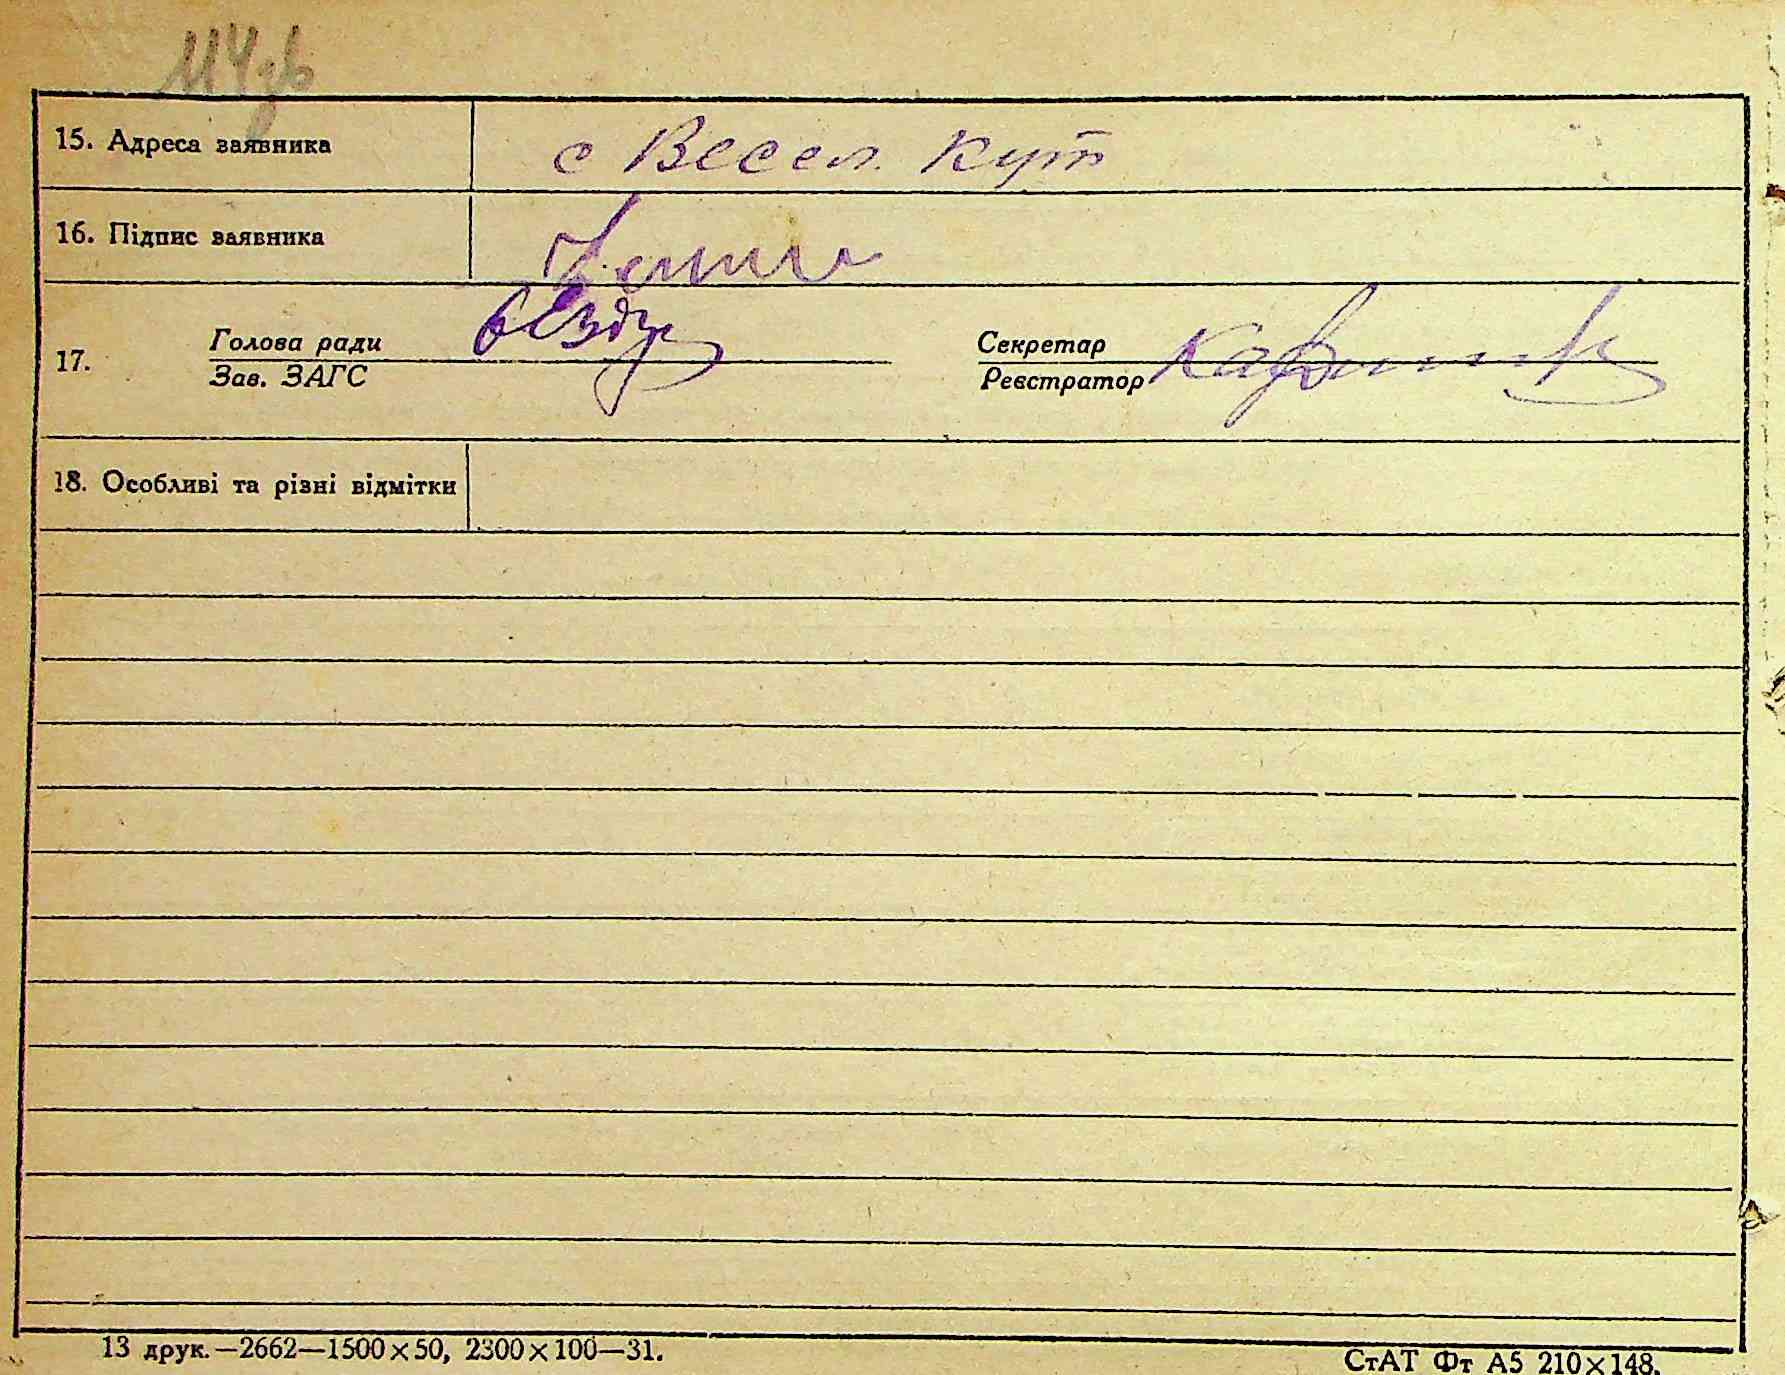 114зв
15. Адреса заявника с Весел. Кут
16. Підпис заявника
17. Голова ради Секретар
Зав. ЗАГС Реєстратор
18. Особливі та різні відмітки
13 друк.—2662—1500×50, 2300×100—31. СтАТ Фт А5 210×148.